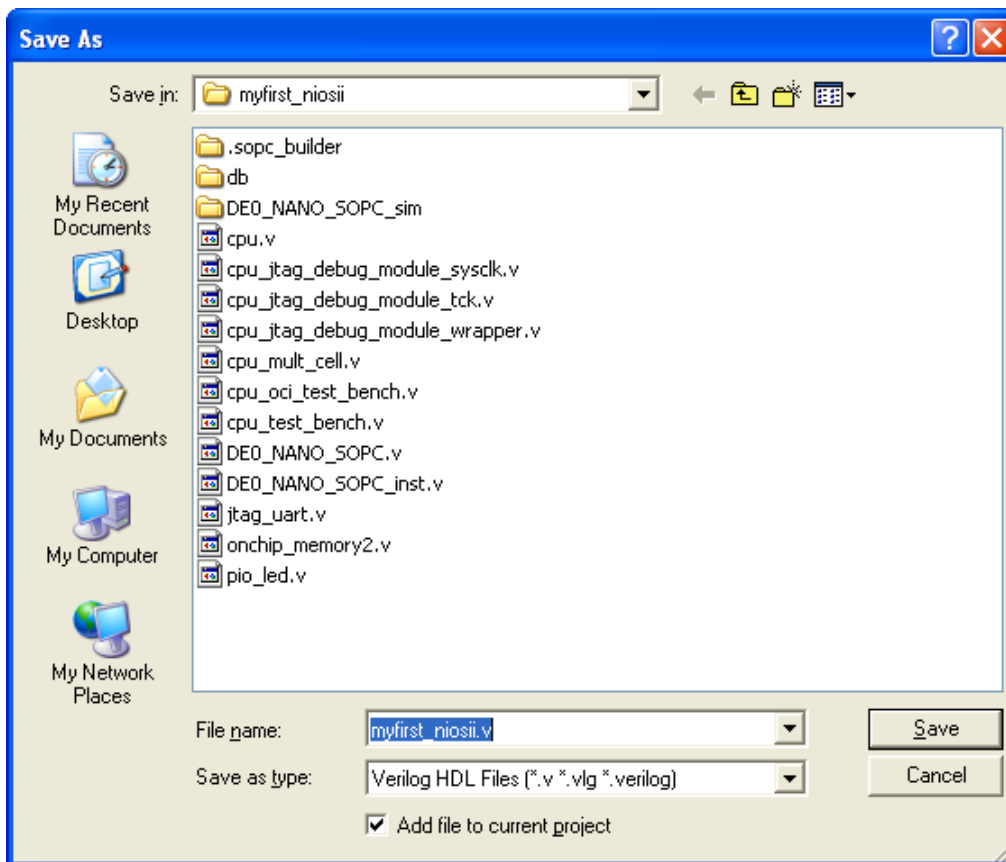 Save As
Save in:
myfirst_niosii
My Recent
Documents
Desktop
My Documents
My Computer
My Network
Places
.sopc_builder
db
DE0_NANO_SOPC_sim
cpu.v
cpu_jtag_debug_module_sysclk.v
cpu_jtag_debug_module_tck.v
cpu_jtag_debug_module_wrapper.v
cpu_mult_cell.v
cpu_oci_test_bench.v
cpu_test_bench.v
DE0_NANO_SOPC.v
DE0_NANO_SOPC_inst.v
jtag_uart.v
onchip_memory2.v
pio_led.v
File name:
myfirst_niosii.v
Save
Save as type:
Verilog HDL Files (*.v *.vlg *.verilog)
Cancel
Add file to current project